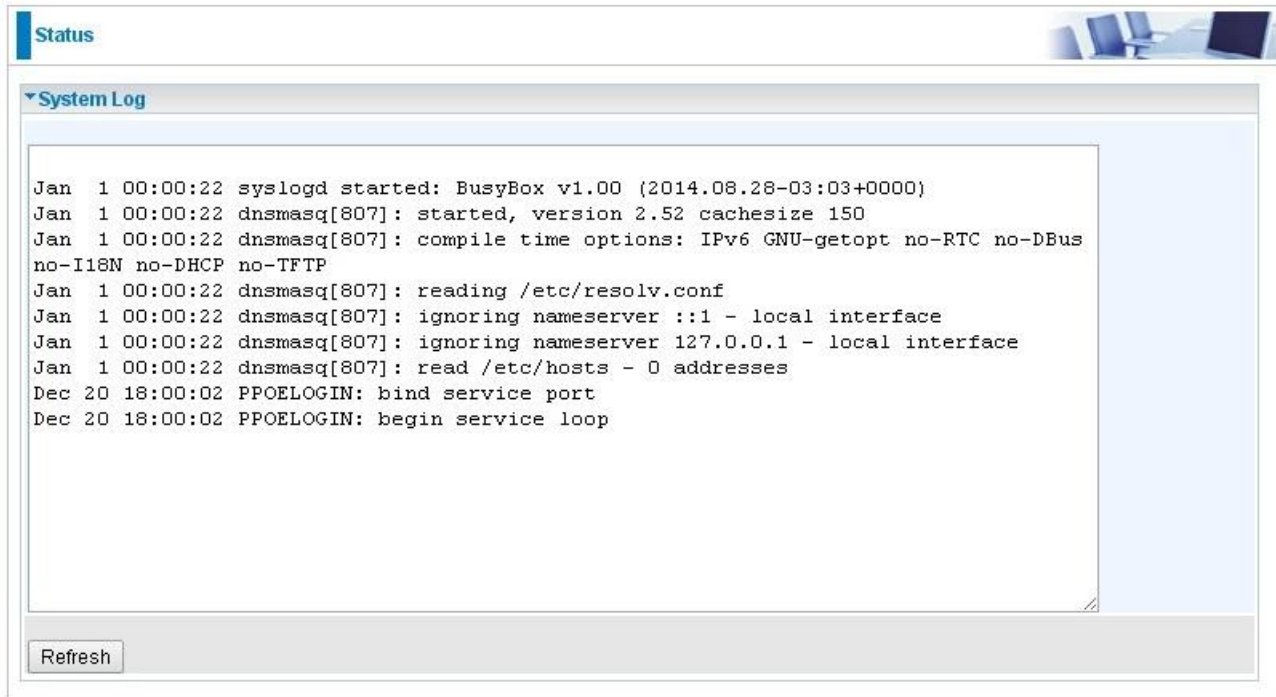 Status
System Log
Jan  1 00:00:22 syslogd started: BusyBox v1.00 (2014.08.28-03:03+0000)
Jan  1 00:00:22 dnsmasq[807]: started, version 2.52 cachesize 150
Jan  1 00:00:22 dnsmasq[807]: compile time options: IPv6 GNU-getopt no-RTC no-DBus
no-I18N no-DHCP no-TFTP
Jan  1 00:00:22 dnsmasq[807]: reading /etc/resolv.conf
Jan  1 00:00:22 dnsmasq[807]: ignoring nameserver ::1 - local interface
Jan  1 00:00:22 dnsmasq[807]: ignoring nameserver 127.0.0.1 - local interface
Jan  1 00:00:22 dnsmasq[807]: read /etc/hosts - 0 addresses
Dec 20 18:00:02 PPOELOGIN: bind service port
Dec 20 18:00:02 PPOELOGIN: begin service loop
Refresh